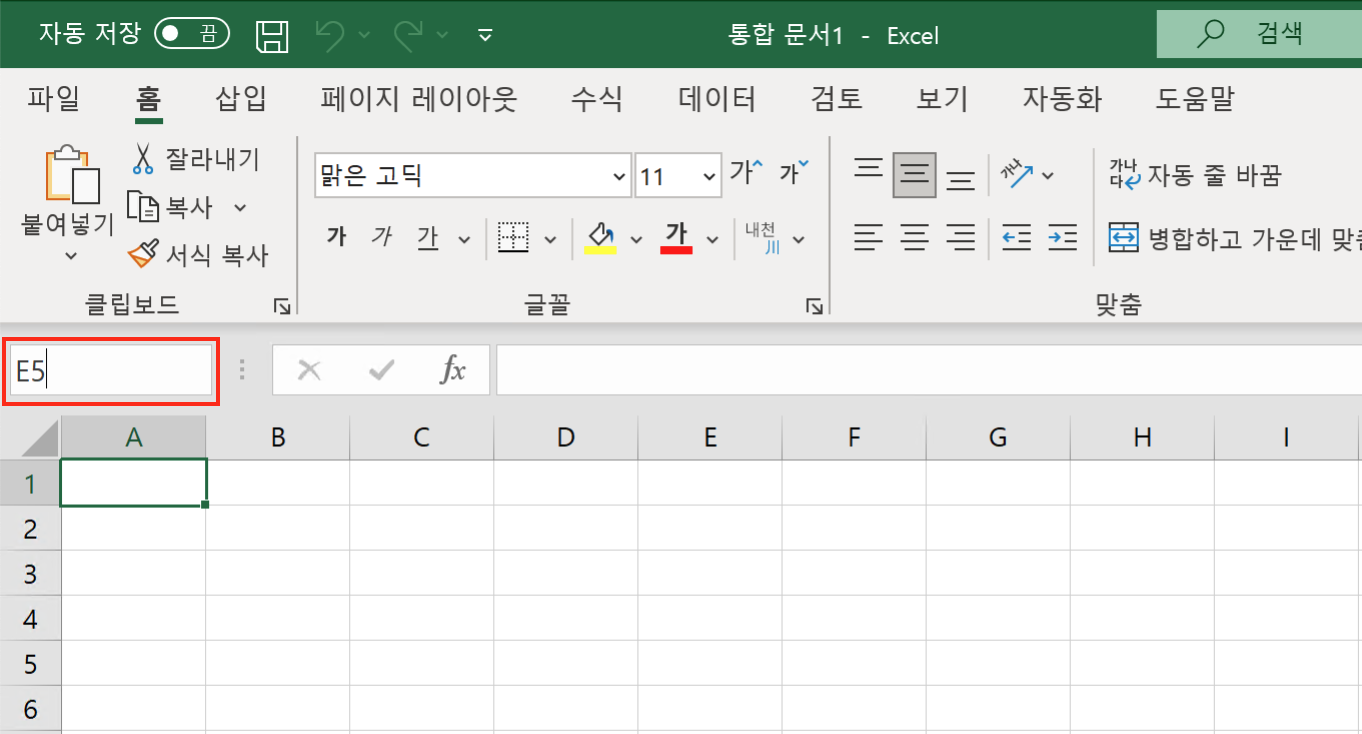 자동 저장 끔 통합 문서1 - Excel 검색
파일 홈 삽입 페이지 레이아웃 수식 데이터 검토 보기 자동화 도움말
붙여넣기
잘라내기
복사
서식 복사
클립보드
맑은 고딕 11 가 가
가 가 가 가 내천 川
글꼴
가나다 자동 줄 바꿈
병합하고 가운데 맞춤
맞춤
E5 fx
A B C D E F G H I
1
2
3
4
5
6